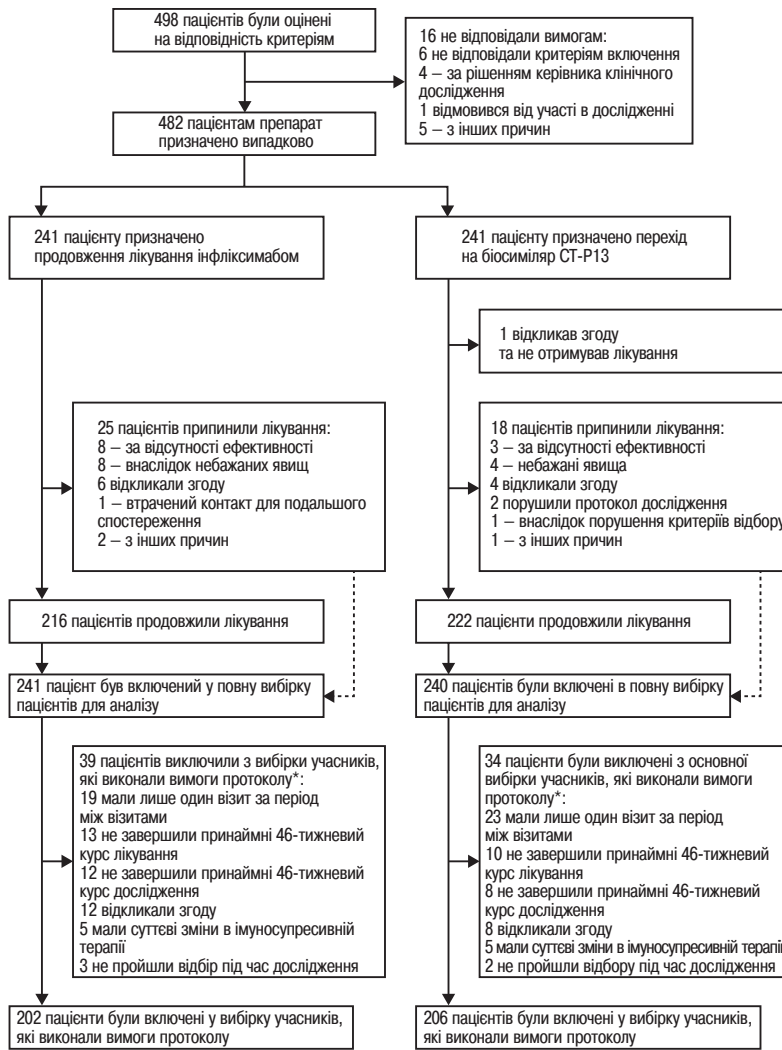 498 пацієнтів були оцінені
на відповідність критеріям
16 не відповідали вимогам:
6 не відповідали критеріям включення
4 – за рішенням керівника клінічного
дослідження
1 відмовився від участі в дослідженні
5 – з інших причин
482 пацієнтам препарат
призначено випадково
241 пацієнту призначено
продовження лікування інфліксимабом
241 пацієнту призначено перехід
на біосиміляр CT-P13
1 відкликав згоду
та не отримував лікування
25 пацієнтів припинили лікування:
8 – за відсутності ефективності
8 – внаслідок небажаних явищ
6 відкликали згоду
1 – втрачений контакт для подальшого
спостереження
2 – з інших причин
18 пацієнтів припинили лікування:
3 – за відсутності ефективності
4 – небажані явища
4 відкликали згоду
2 порушили протокол дослідження
1 – внаслідок порушення критеріїв відбору
1 – з інших причин
216 пацієнтів продовжили лікування
222 пацієнти продовжили лікування
241 пацієнт був включений у повну вибірку
пацієнтів для аналізу
240 пацієнтів були включені в повну вибірку
пацієнтів для аналізу
39 пацієнтів виключили з вибірки учасників,
які виконали вимоги протоколу*:
19 мали лише один візит за період
між візитами
13 не завершили принаймні 46-тижневий
курс лікування
12 не завершили принаймні 46-тижневий
курс дослідження
12 відкликали згоду
5 мали суттєві зміни в імуносупресивній
терапії
3 не пройшли відбір під час дослідження
34 пацієнти були виключені з основної
вибірки учасників, які виконали вимоги
протоколу*:
23 мали лише один візит за період
між візитами
10 не завершили принаймні 46-тижневий
курс лікування
8 не завершили принаймні 46-тижневий
курс дослідження
8 відкликали згоду
5 мали суттєві зміни в імуносупресивній терапії
2 не пройшли відбору під час дослідження
202 пацієнти були включені у вибірку учасників,
які виконали вимоги протоколу
206 пацієнтів були включені у вибірку учасників,
які виконали вимоги протоколу